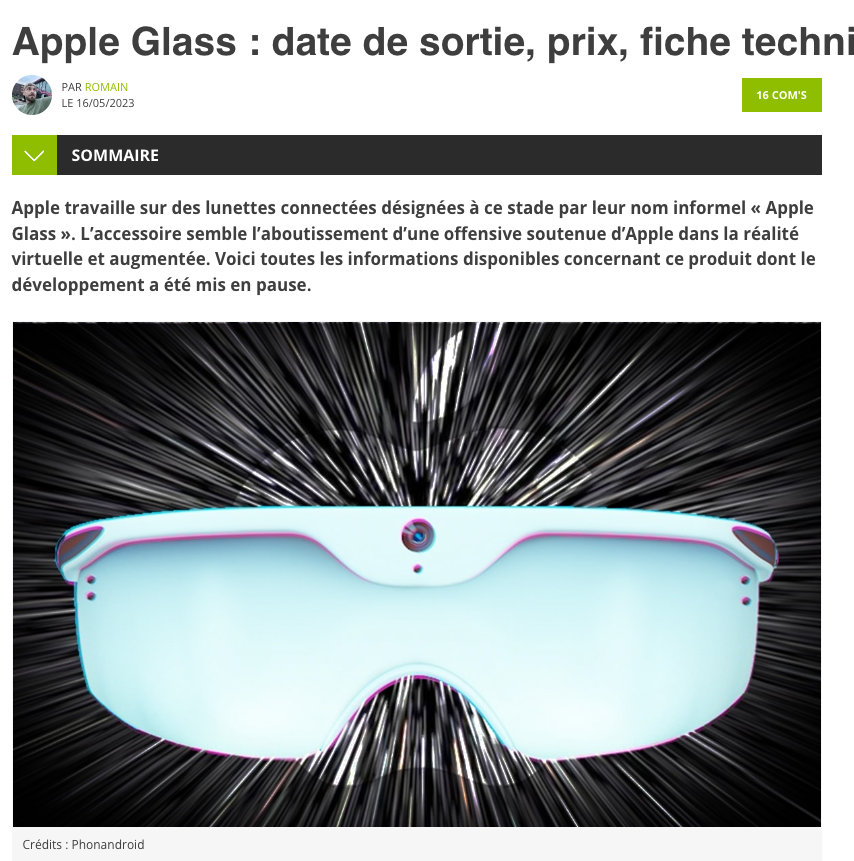 Apple Glass : date de sortie, prix, fiche techni
PAR ROMAIN
LE 16/05/2023
16 COM'S
SOMMAIRE
Apple travaille sur des lunettes connectées désignées à ce stade par leur nom informel « Apple
Glass ». L’accessoire semble l’aboutissement d’une offensive soutenue d’Apple dans la réalité
virtuelle et augmentée. Voici toutes les informations disponibles concernant ce produit dont le
développement a été mis en pause.
Crédits : Phonandroid